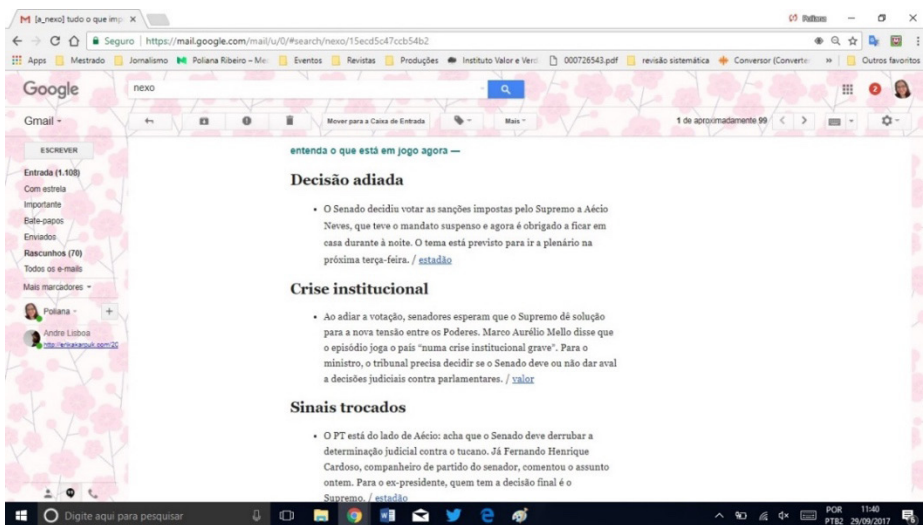 [a_nexo] tudo o que imp
Poliana
Seguro | https://mail.google.com/mail/u/0/#search/nexo/15ecd5c47ccb54b2
Apps Mestrado Jornalismo Poliana Ribeiro - Me Eventos Revistas Produções Instituto Valor e Verd 000726543.pdf revisão sistemática Conversor (Converte » Outros favoritos
Google
nexo
2
Gmail
Mover para a Caixa de Entrada
Mais
1 de aproximadamente 99
ESCREVER
Entrada (1.108)
Com estrela
Importante
Bate-papos
Enviados
Rascunhos (70)
Todos os e-mails
Mais marcadores
Poliana
Andre Lisboa
entenda o que está em jogo agora —
Decisão adiada
• O Senado decidiu votar as sanções impostas pelo Supremo a Aécio
Neves, que teve o mandato suspenso e agora é obrigado a ficar em
casa durante à noite. O tema está previsto para ir a plenário na
próxima terça-feira. / estadão
Crise institucional
• Ao adiar a votação, senadores esperam que o Supremo dê solução
para a nova tensão entre os Poderes. Marco Aurélio Mello disse que
o episódio joga o país “numa crise institucional grave”. Para o
ministro, o tribunal precisa decidir se o Senado deve ou não dar aval
a decisões judiciais contra parlamentares. / valor
Sinais trocados
• O PT está do lado de Aécio: acha que o Senado deve derrubar a
determinação judicial contra o tucano. Já Fernando Henrique
Cardoso, companheiro de partido do senador, comentou o assunto
ontem. Para o ex-presidente, quem tem a decisão final é o
Supremo. / estadão
Digite aqui para pesquisar
POR
PTB2
11:40
29/09/2017